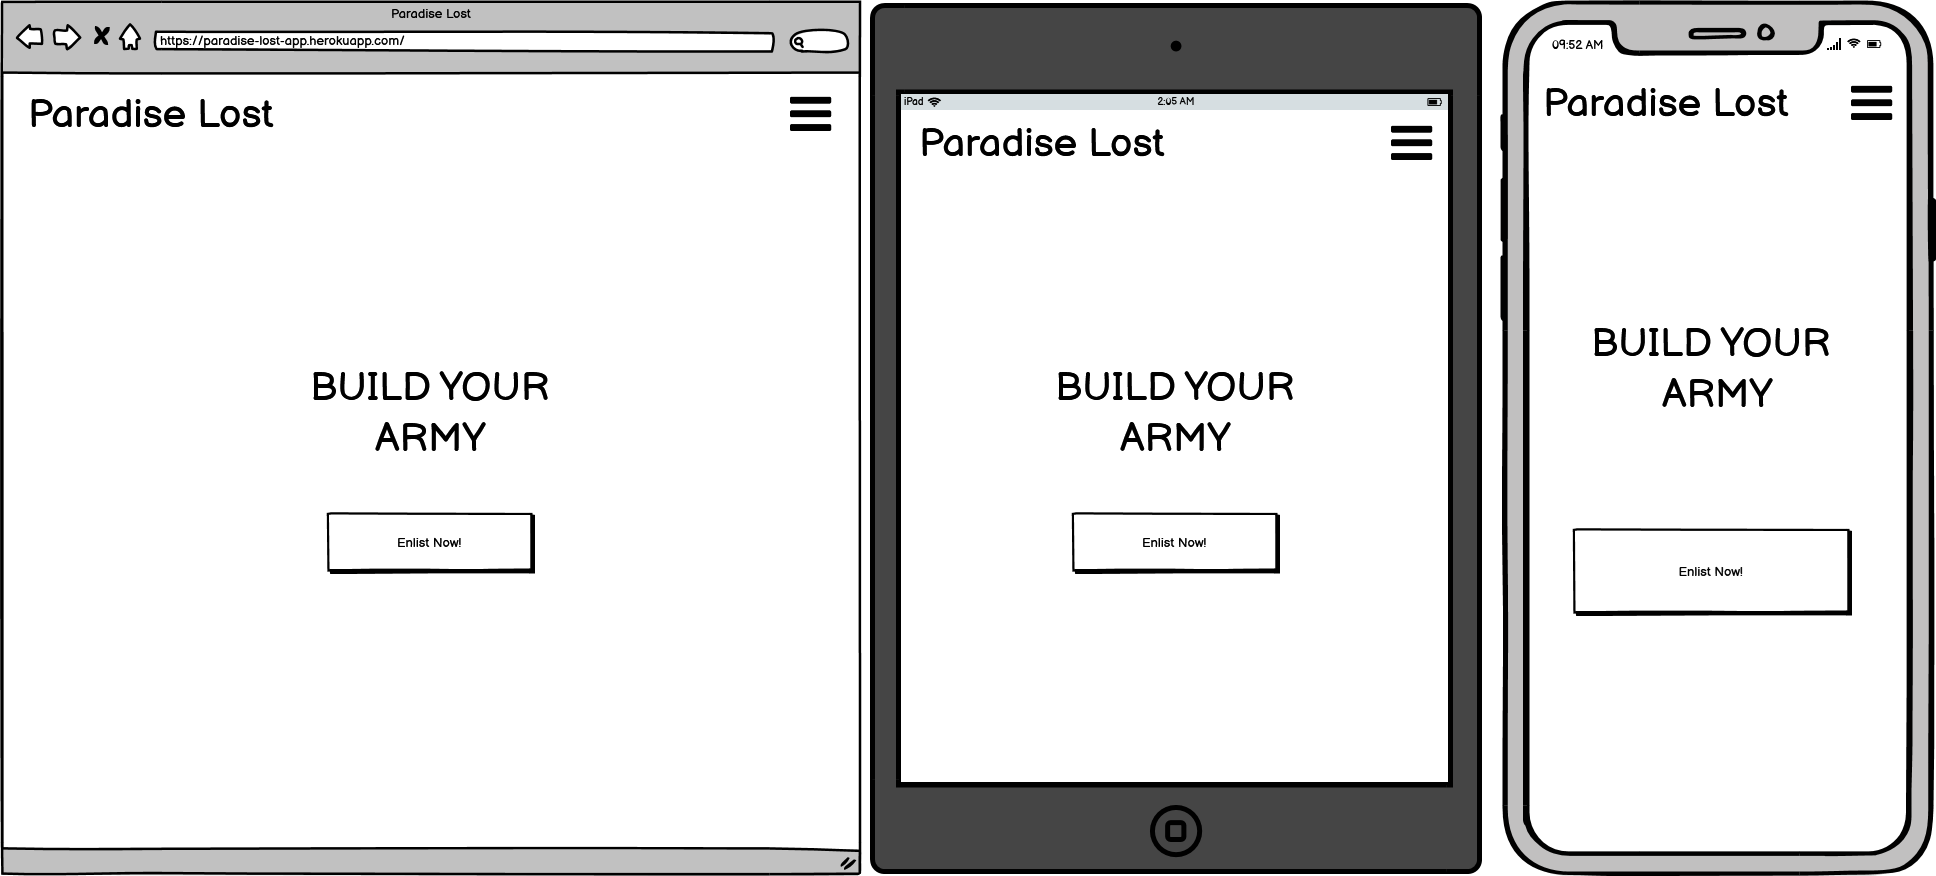 Paradise Lost
https://paradise-lost-app.herokuapp.com/
Paradise Lost
BUILD YOUR
ARMY
Enlist Now!
iPad
2:05 AM
Paradise Lost
BUILD YOUR
ARMY
Enlist Now!
09:52 AM
Paradise Lost
BUILD YOUR
ARMY
Enlist Now!